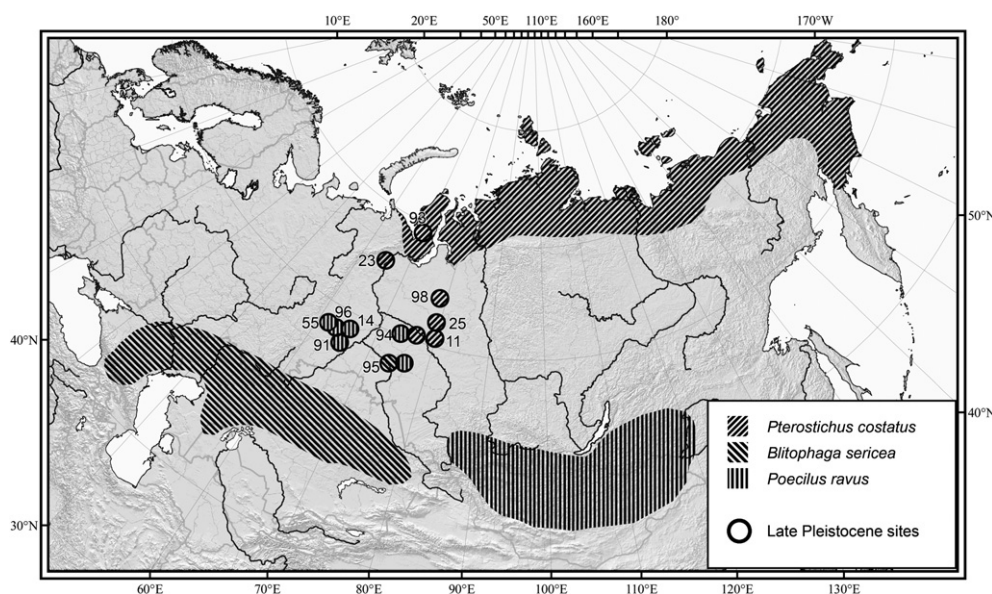 10°E 20°E 50°E 110°E 160°E 180° 170°W
50°N
23
98
96
55 14
94 25
91 11
95
40°N
40°N
Pterostichus costatus
Blitophaga sericea
Poecilus ravus
Late Pleistocene sites
30°N
60°E 70°E 80°E 90°E 100°E 110°E 120°E 130°E